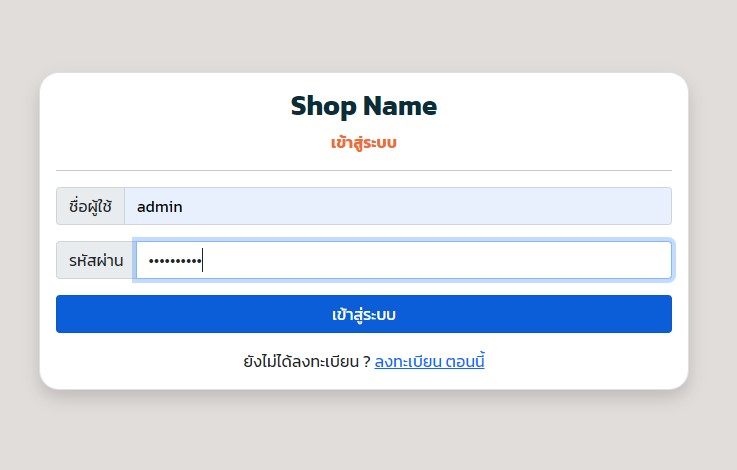 Shop Name
เข้าสู่ระบบ
ชื่อผู้ใช้ admin
รหัสผ่าน ••••••••••
เข้าสู่ระบบ
ยังไม่ได้ลงทะเบียน ? ลงทะเบียน ตอนนี้